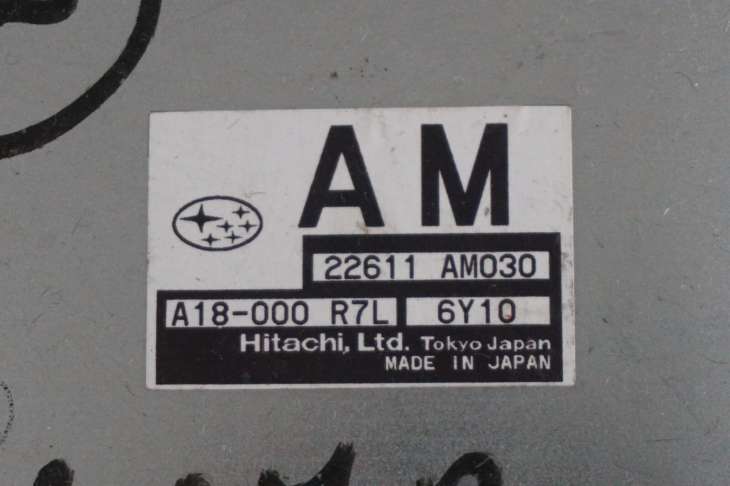 AM
22611 AM030
A18-000 R7L 6Y10
Hitachi, Ltd. Tokyo Japan
MADE IN JAPAN